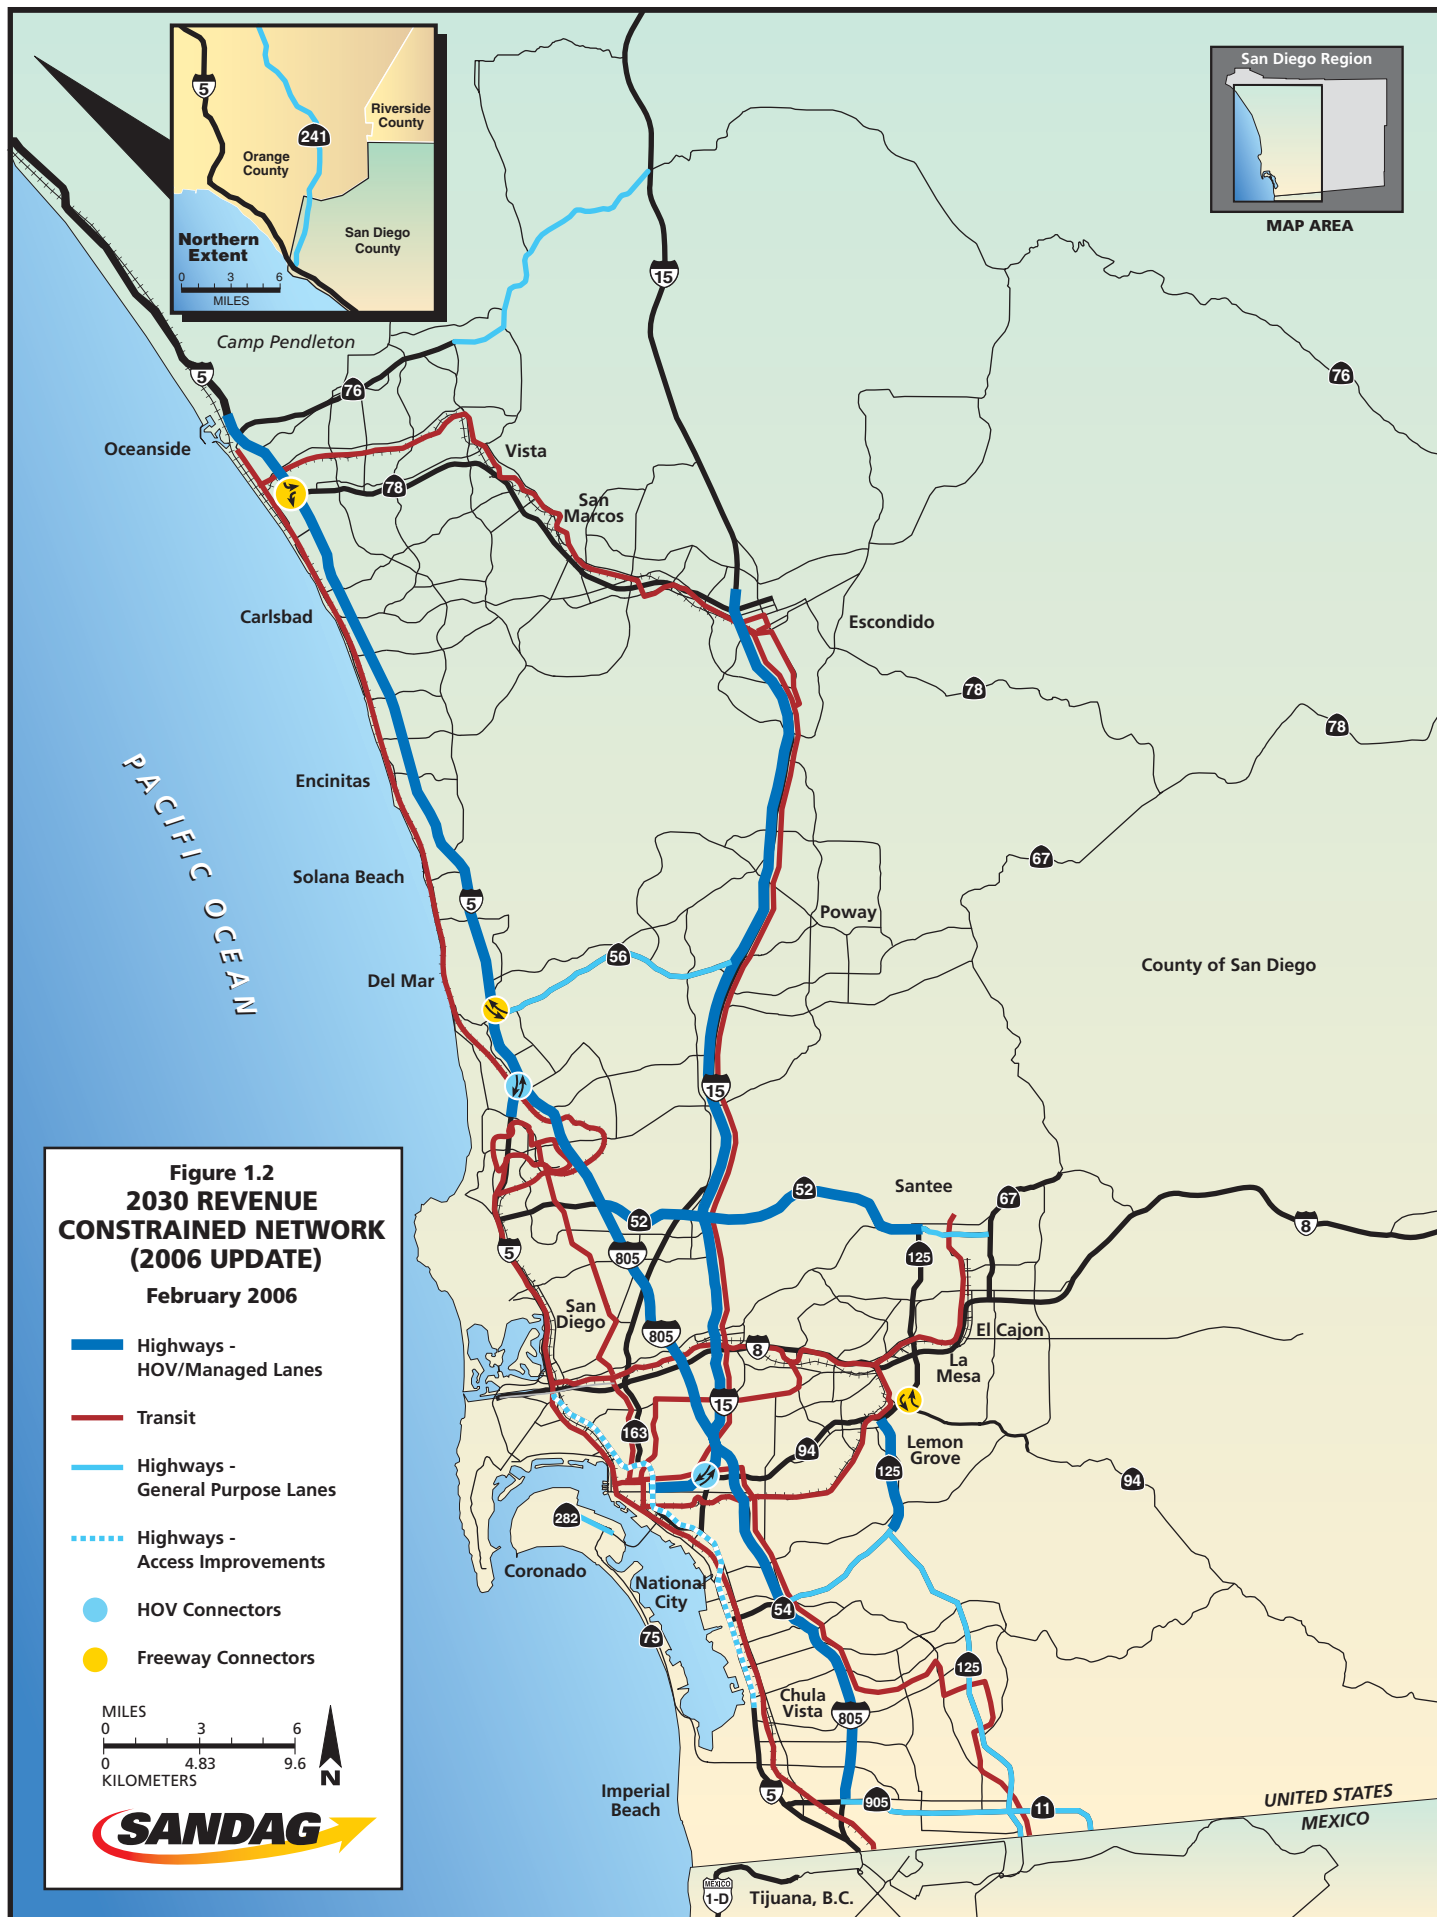 5
241
Riverside
County
Orange
County
San Diego
County
Northern
Extent
0 3 6
MILES
San Diego Region
MAP AREA
15
Camp Pendleton
5
76
76
Oceanside
Vista
78
San
Marcos
Carlsbad
Escondido
78
78
PACIFIC OCEAN
Encinitas
67
Solana Beach
5
Poway
56
County of San Diego
Del Mar
15
52
Santee
67
52
8
5
805
125
San
Diego
805
8
El Cajon
La
Mesa
15
163
94
Lemon
Grove
125
94
282
Coronado
National
City
54
75
125
Chula
Vista
805
Imperial
Beach
5
905
11
UNITED STATES
MEXICO
MEXICO
1-D
Tijuana, B.C.
Figure 1.2
2030 REVENUE
CONSTRAINED NETWORK
(2006 UPDATE)
February 2006
Highways -
HOV/Managed Lanes
Transit
Highways -
General Purpose Lanes
Highways -
Access Improvements
HOV Connectors
Freeway Connectors
MILES
0 3 6
0 4.83 9.6
KILOMETERS
N
SANDAG